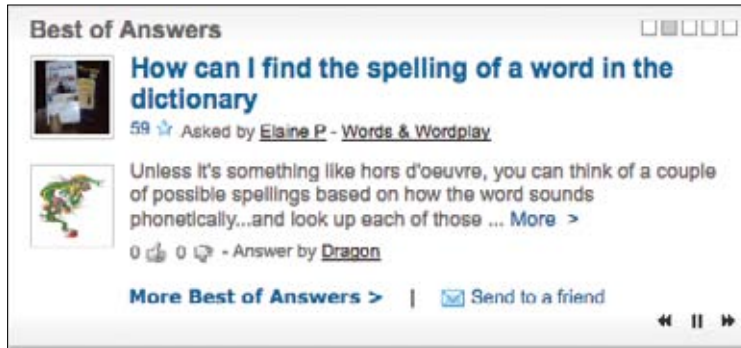 Best of Answers
How can I find the spelling of a word in the
dictionary
59 Asked by Elaine P - Words & Wordplay
Unless it's something like hors d'oeuvre, you can think of a couple
of possible spellings based on how the word sounds
phonetically...and look up each of those ... More >
0 0 - Answer by Dragon
More Best of Answers > | Send to a friend